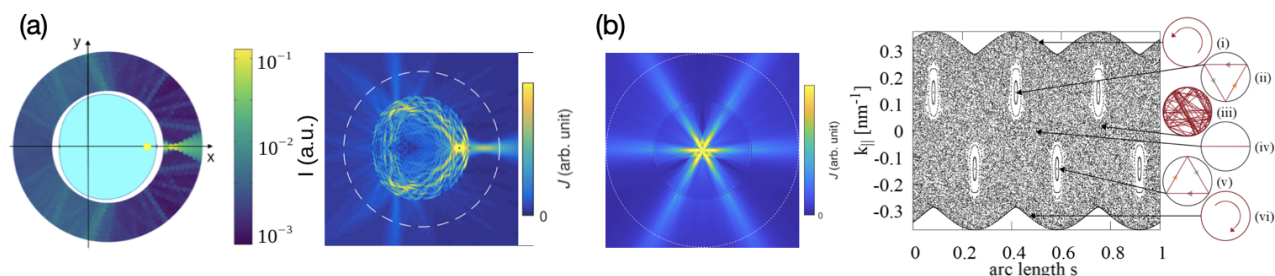 (a)
y
x
10⁻¹
10⁻²
10⁻³
I (a.u.)
J (arb. unit)
0
(b)
J (arb. unit)
0
k|| [nm⁻¹]
0.3
0.2
0.1
0
-0.1
-0.2
-0.3
0 0.25 0.4 0.6 0.8 1
arc length s
(i)
(ii)
(iii)
(iv)
(v)
(vi)